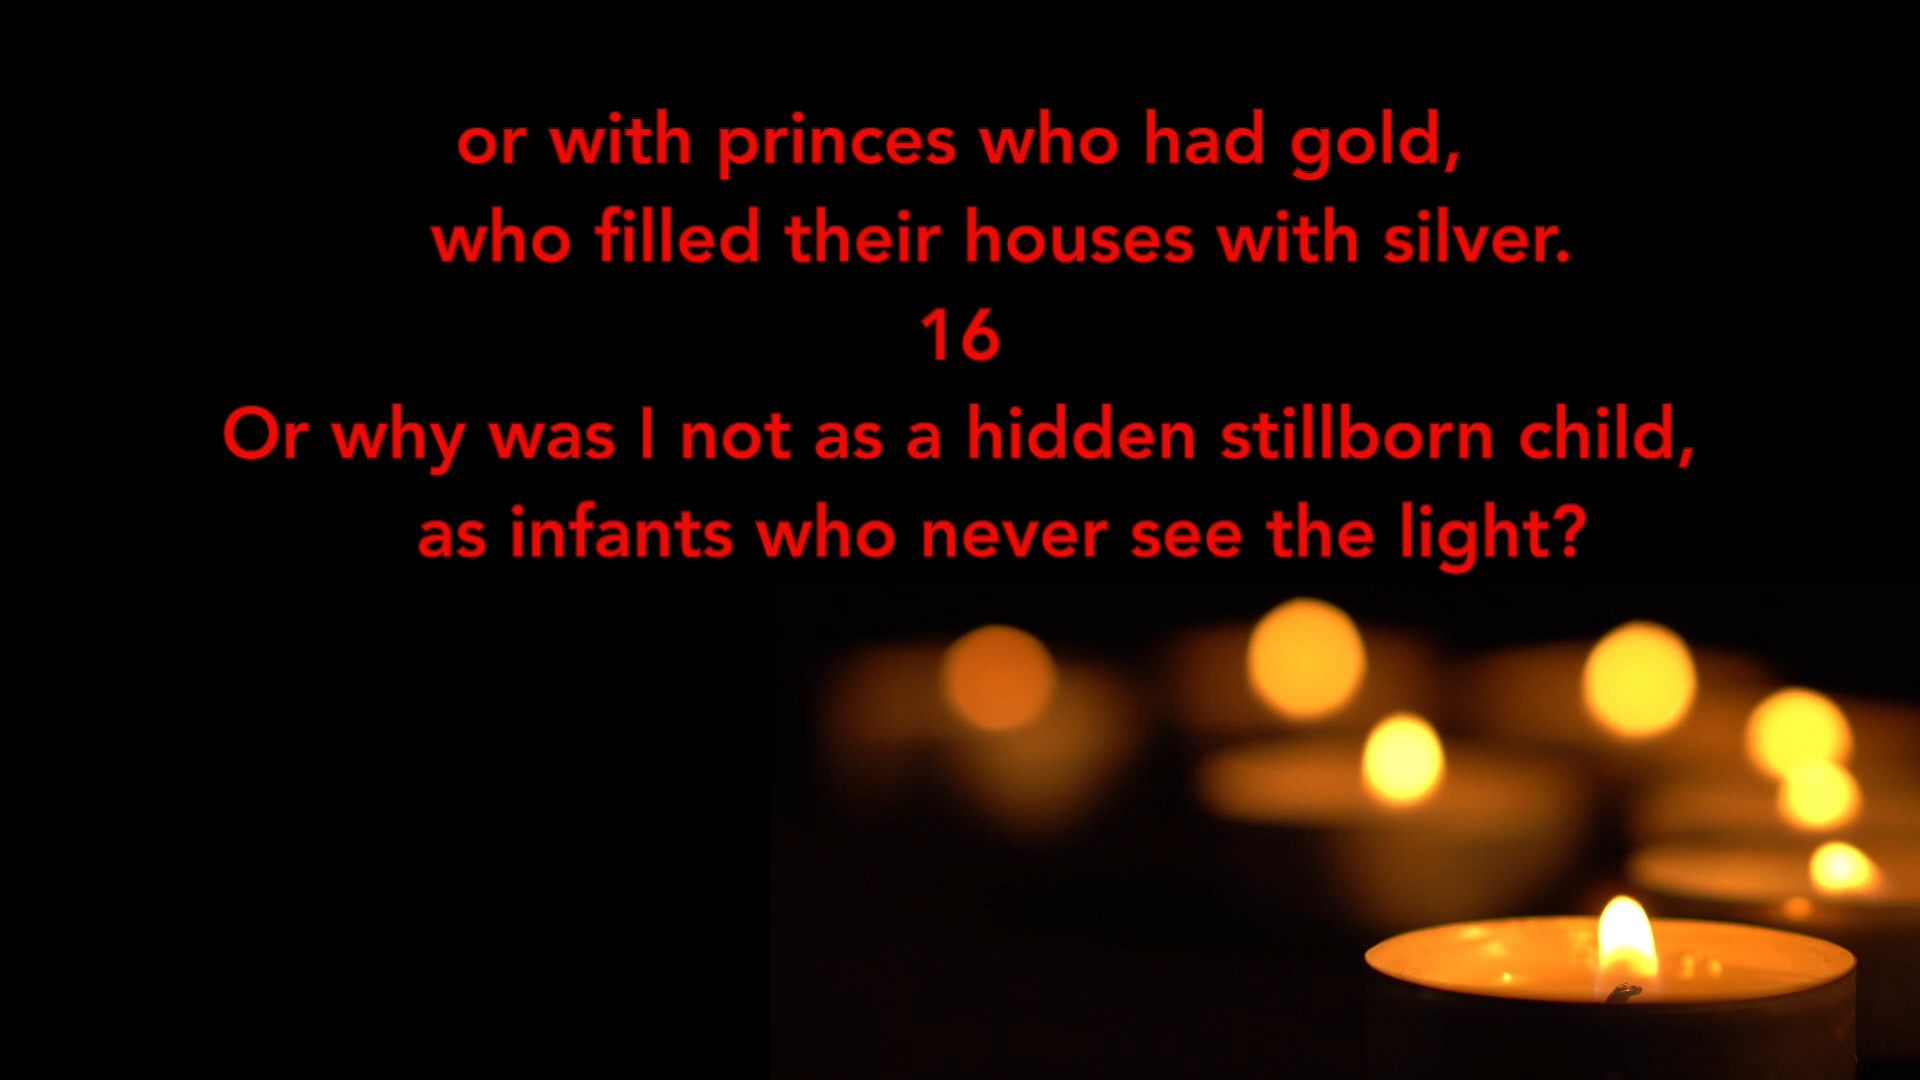 or with princes who had gold,
who filled their houses with silver.
16
Or why was I not as a hidden stillborn child,
as infants who never see the light?